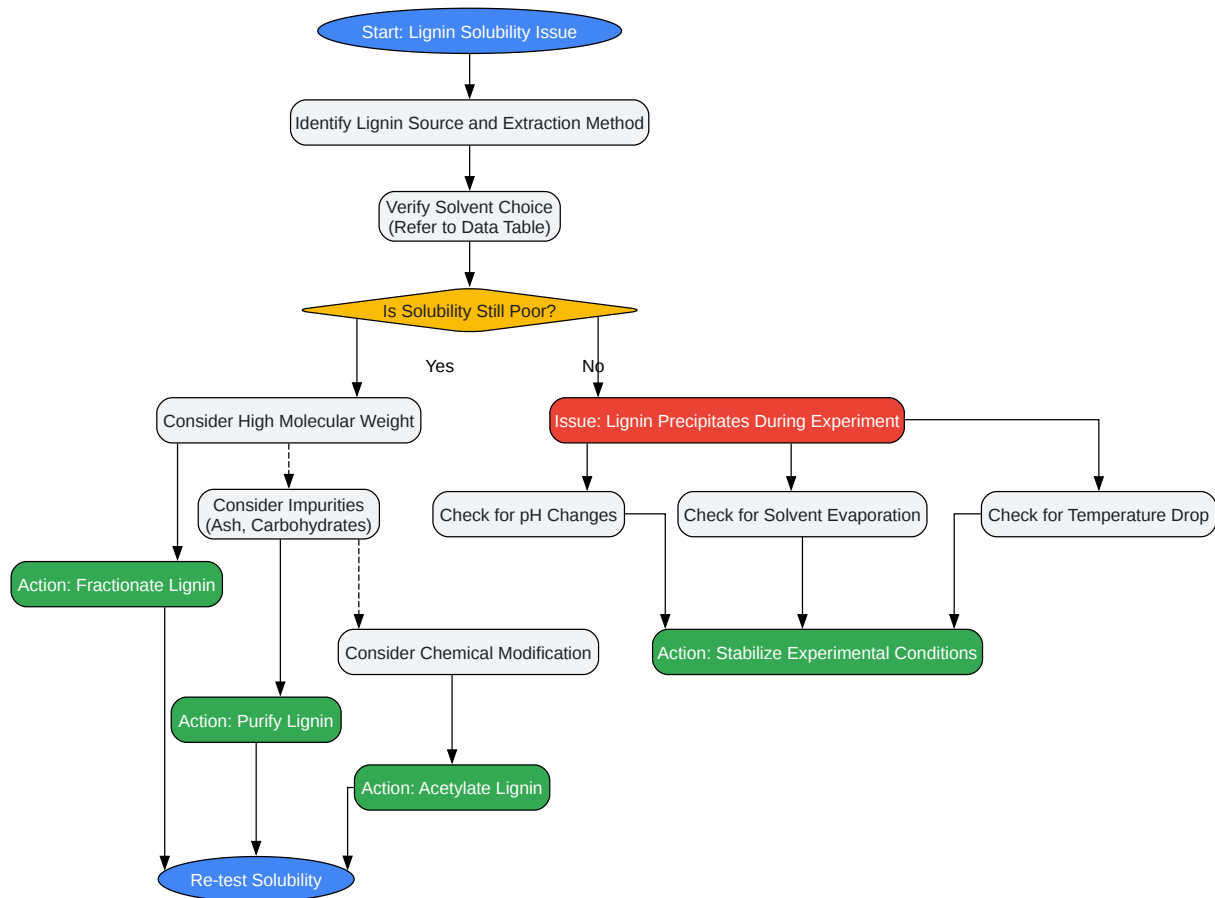 Start: Lignin Solubility Issue
Identify Lignin Source and Extraction Method
Verify Solvent Choice
(Refer to Data Table)
Is Solubility Still Poor?
Yes
No
Consider High Molecular Weight
Issue: Lignin Precipitates During Experiment
Consider Impurities
(Ash, Carbohydrates)
Check for pH Changes
Check for Solvent Evaporation
Check for Temperature Drop
Action: Fractionate Lignin
Consider Chemical Modification
Action: Stabilize Experimental Conditions
Action: Purify Lignin
Action: Acetylate Lignin
Re-test Solubility